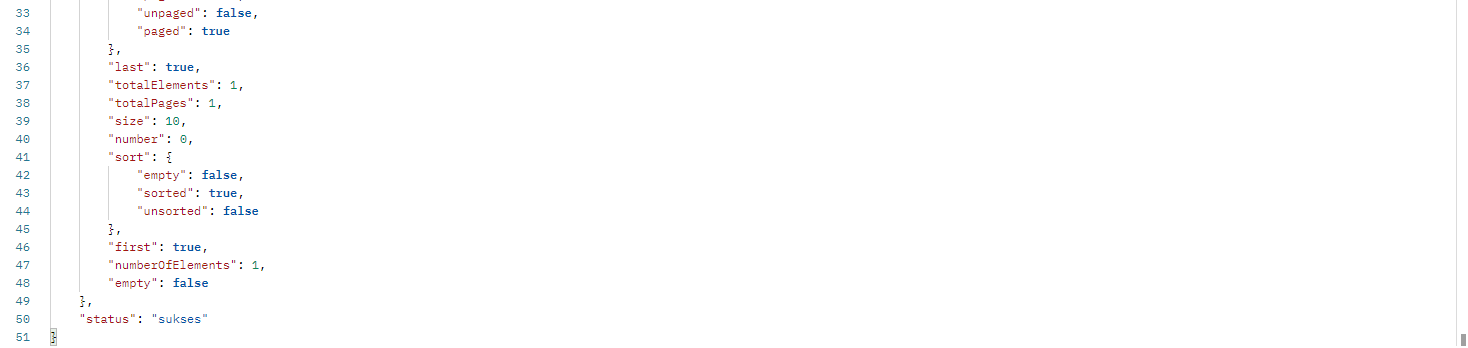 33 "unpaged": false,
34 "paged": true
35 },
36 "last": true,
37 "totalElements": 1,
38 "totalPages": 1,
39 "size": 10,
40 "number": 0,
41 "sort": {
42 "empty": false,
43 "sorted": true,
44 "unsorted": false
45 },
46 "first": true,
47 "numberOfElements": 1,
48 "empty": false
49 },
50 "status": "sukses"
51 }